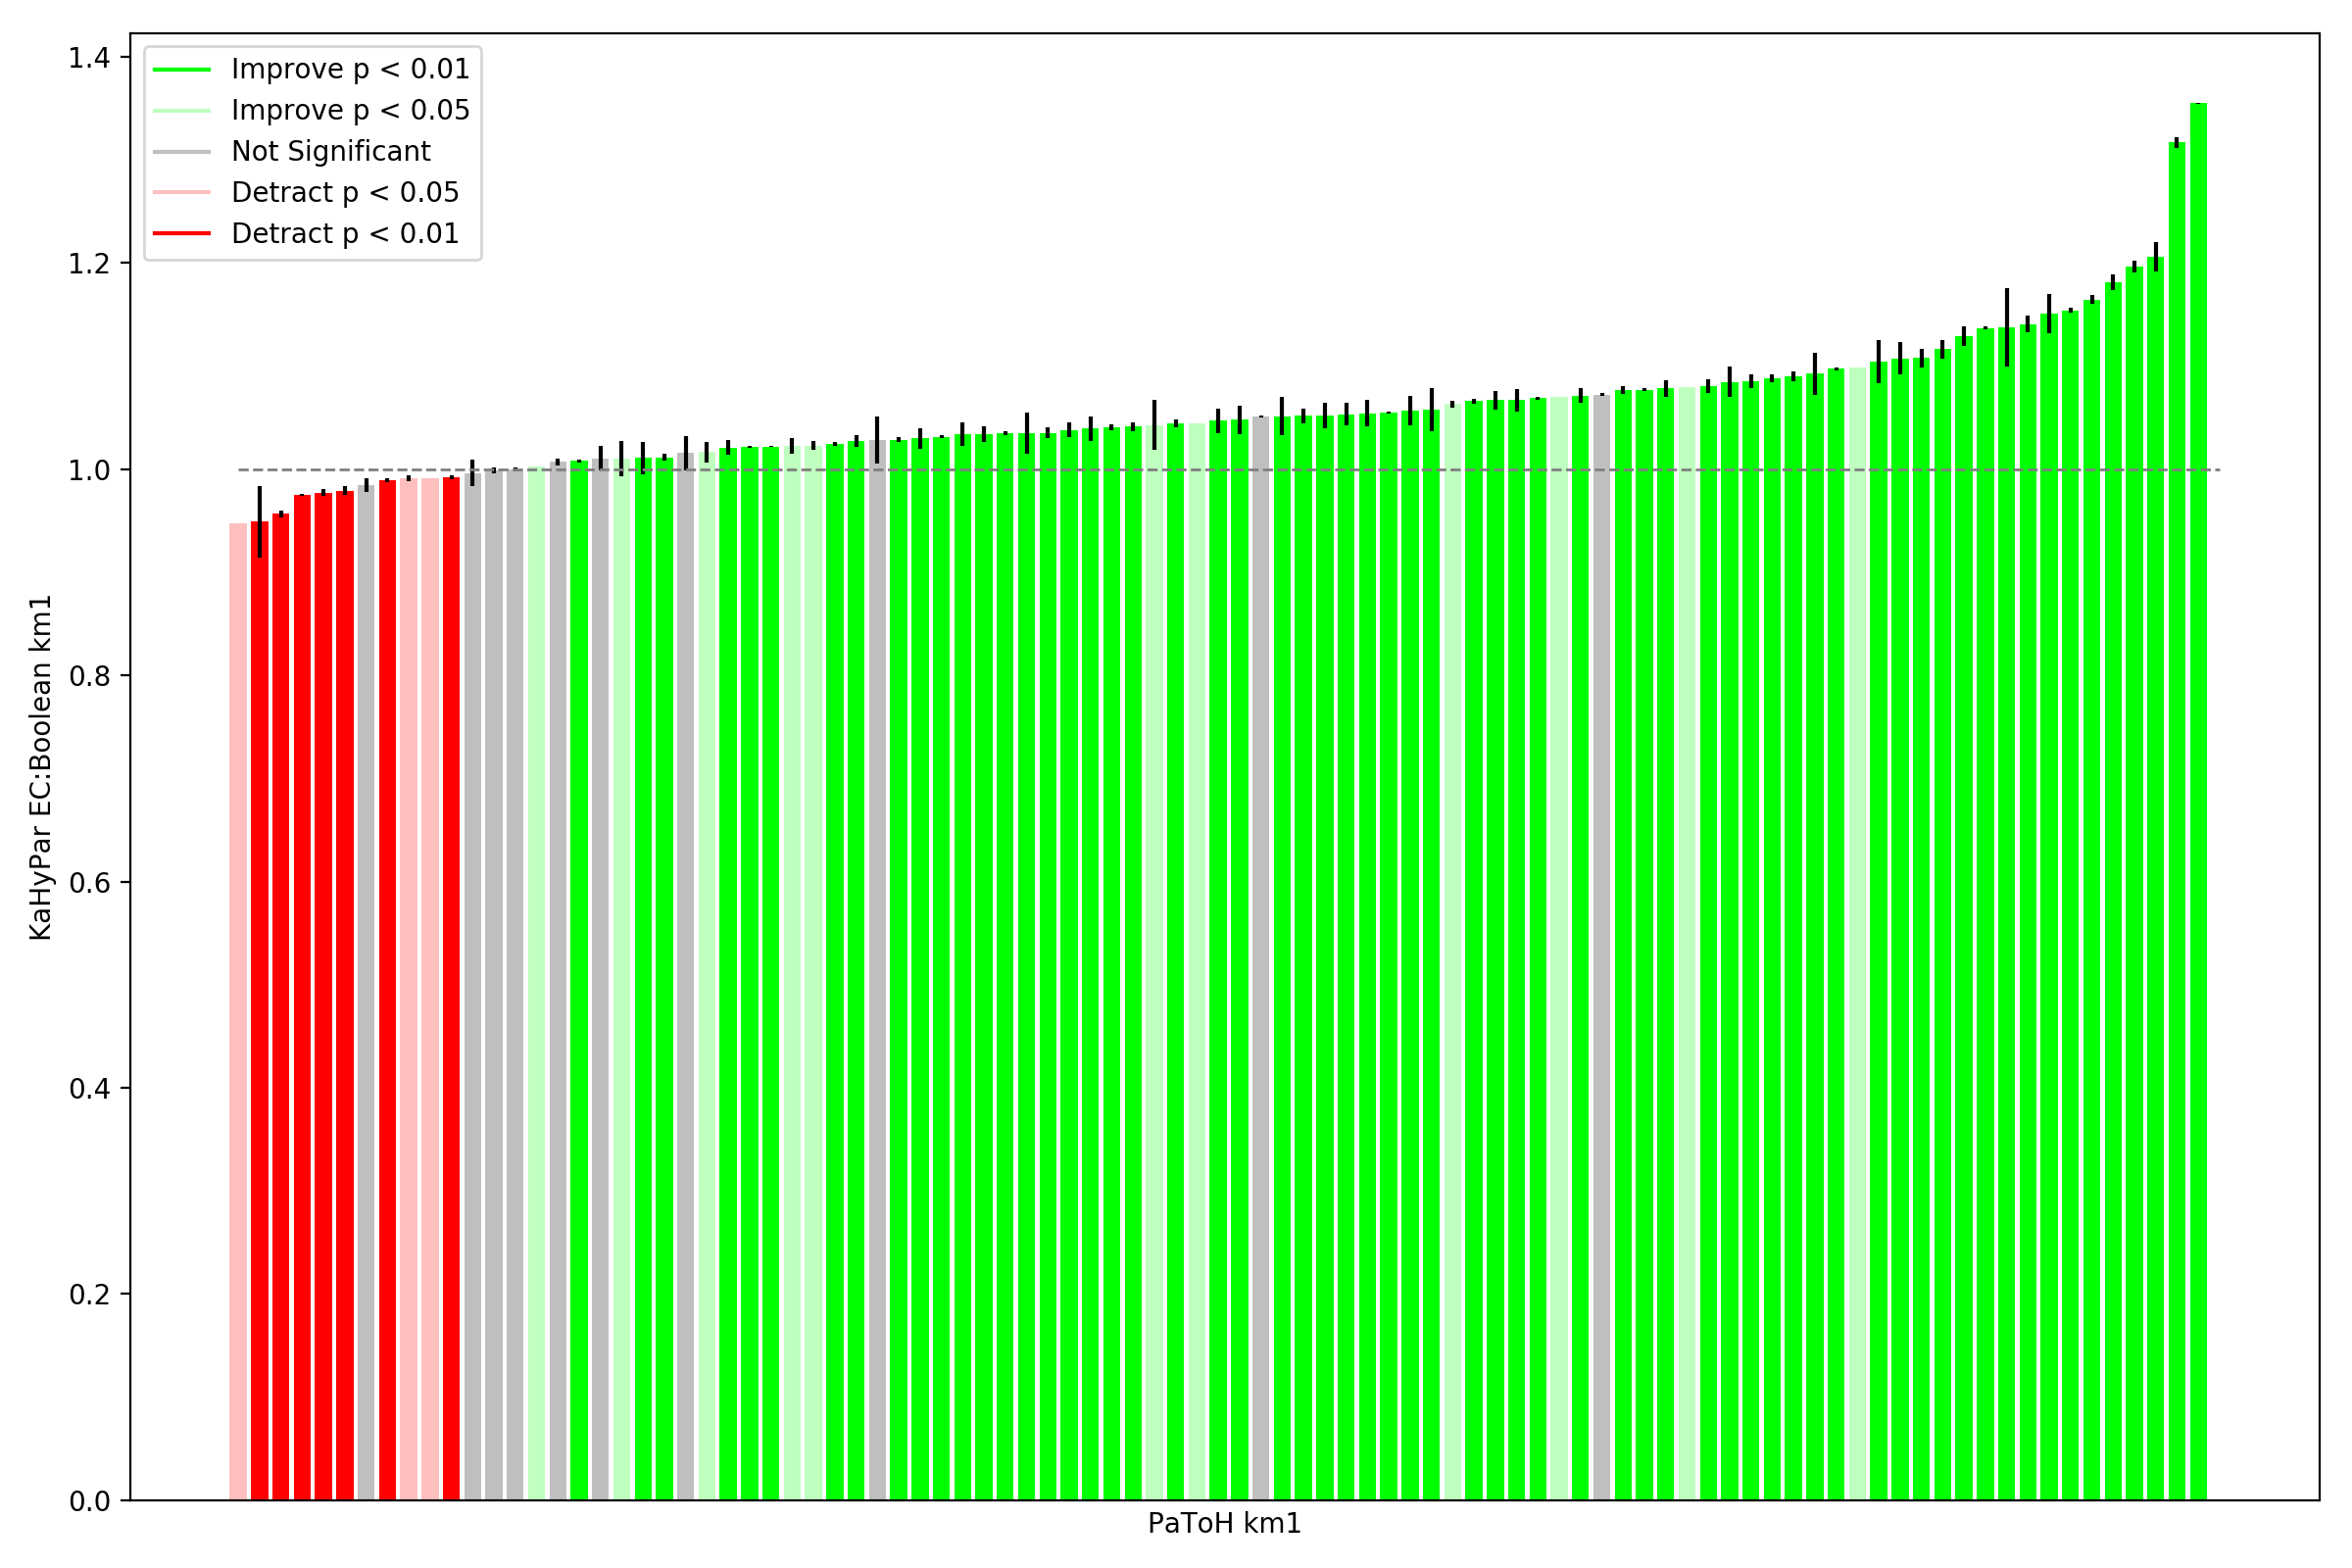 Improve p < 0.01
Improve p < 0.05
Not Significant
Detract p < 0.05
Detract p < 0.01
1.4
1.2
1.0
0.8
0.6
0.4
0.2
0.0
KaHyPar EC:Boolean km1
PaToH km1